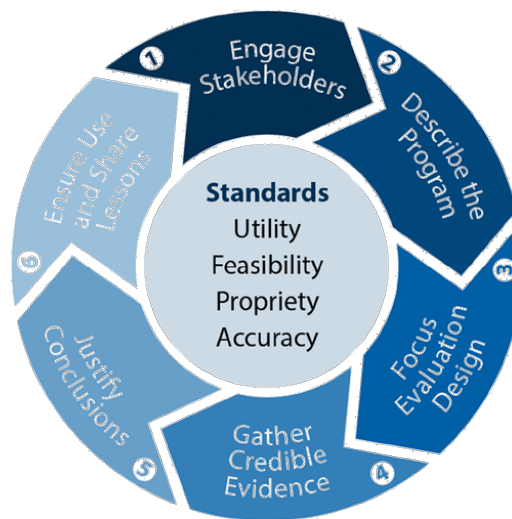 1
Engage
Stakeholders
2
Describe the
Program
3
Focus
Evaluation
Design
4
Gather
Credible
Evidence
5
Justify
Conclusions
6
Ensure Use
and Share
Lessons
Standards
Utility
Feasibility
Propriety
Accuracy